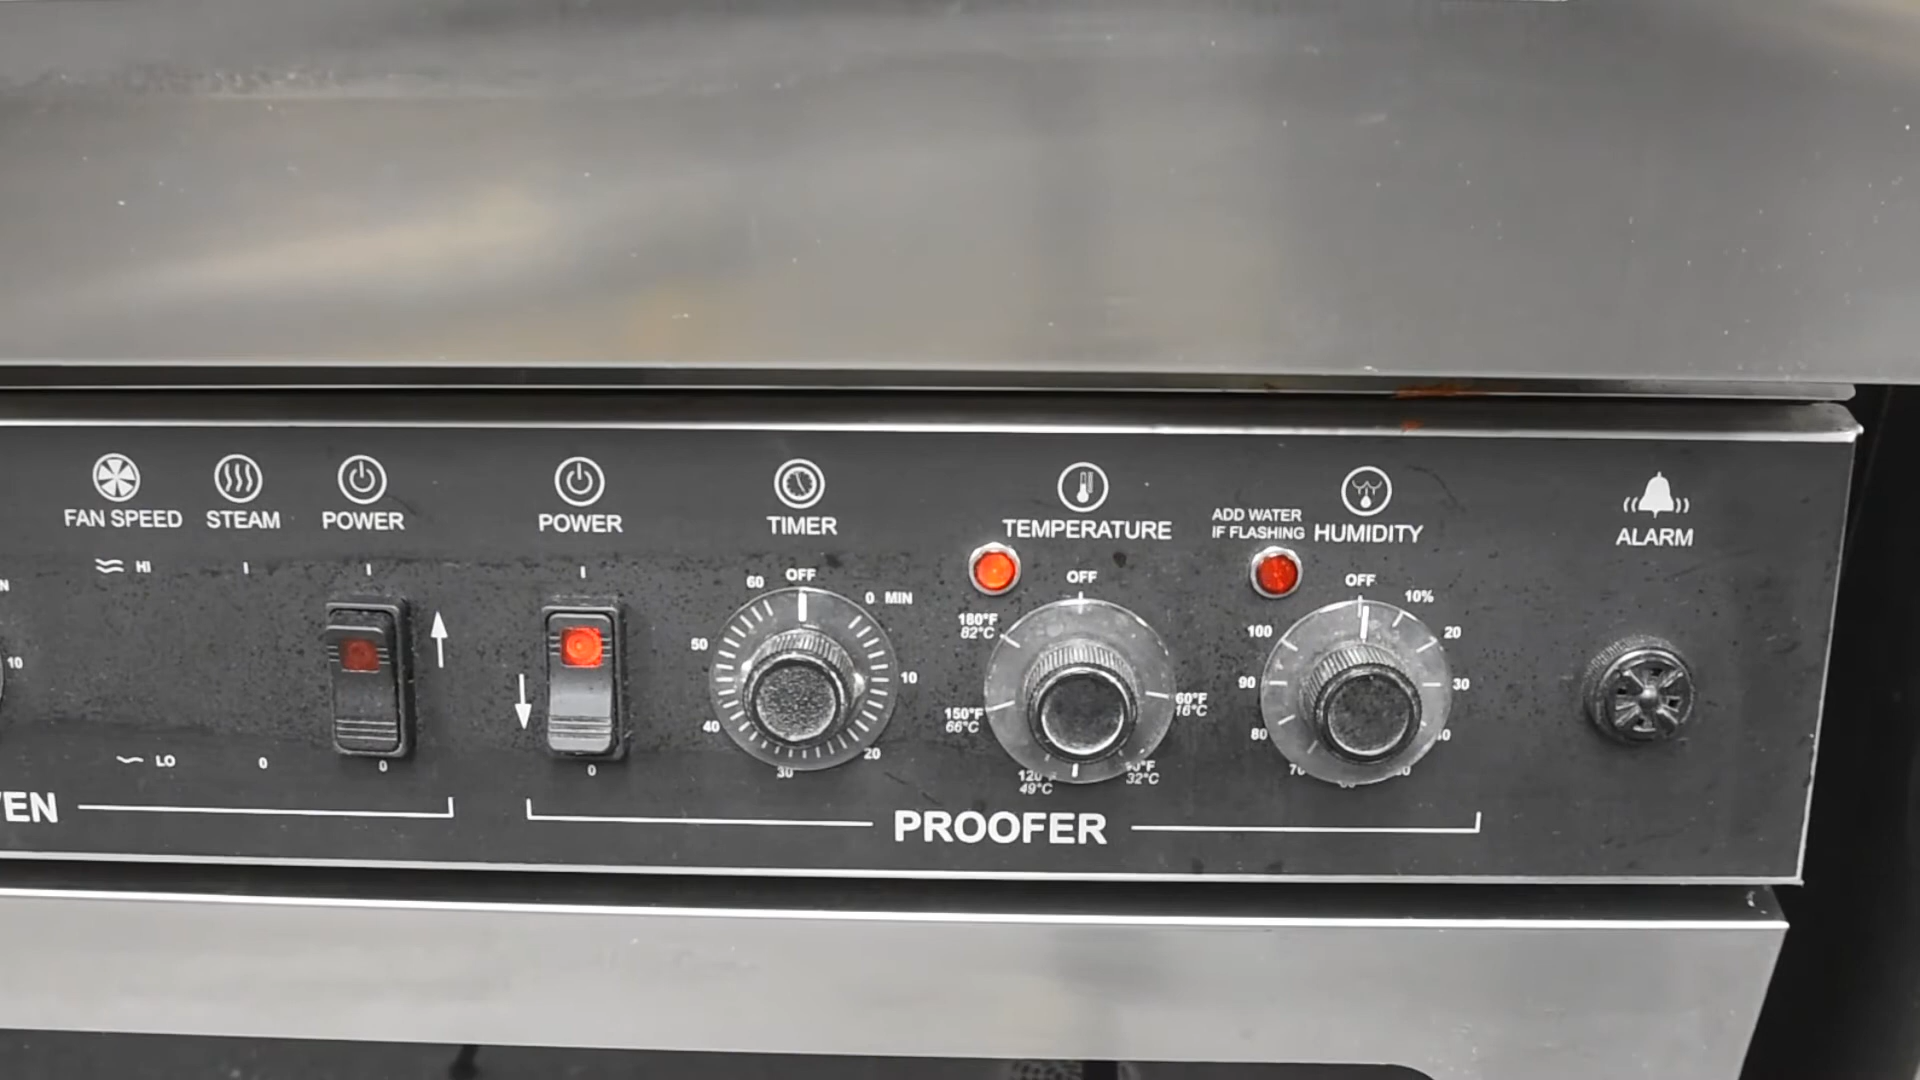 FAN SPEED
STEAM
POWER
POWER
TIMER
TEMPERATURE
ADD WATER
IF FLASHING
HUMIDITY
ALARM
HI
LO
10
I
0
I
0
I
0
OFF
0 MIN
10
20
30
40
50
60
OFF
60°F
16°C
32°C
49°C
150°F
66°C
180°F
82°C
OFF
10%
20
30
80
90
100
PROOFER